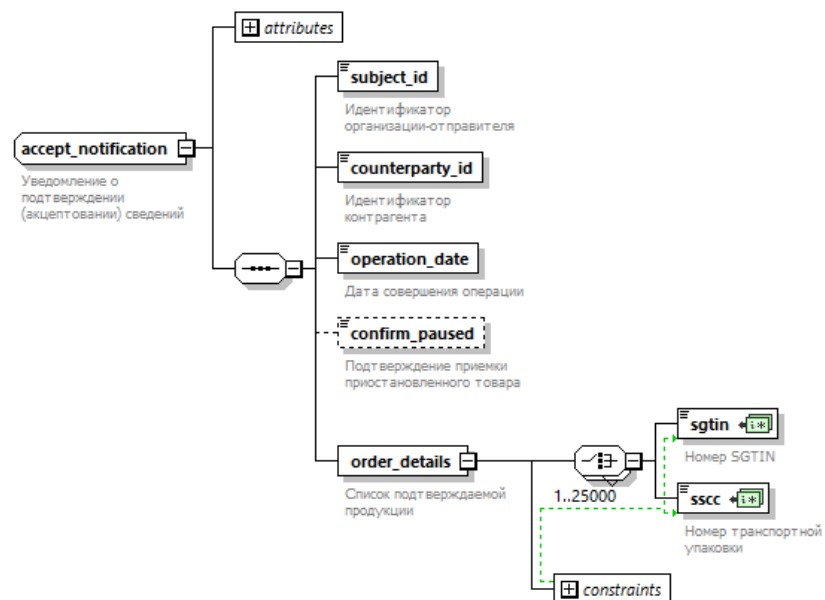 attributes
subject_id
Идентификатор
организации-отправителя
accept_notification
Уведомление о
подтверждении
(акцептовании) сведений
counterparty_id
Идентификатор
контрагента
operation_date
Дата совершения операции
confirm_paused
Подтверждение приемки
приостановленного товара
order_details
Список подтверждаемой
продукции
1..25000
sgtin
i*
Номер SGTIN
sscc
i*
Номер транспортной
упаковки
constraints